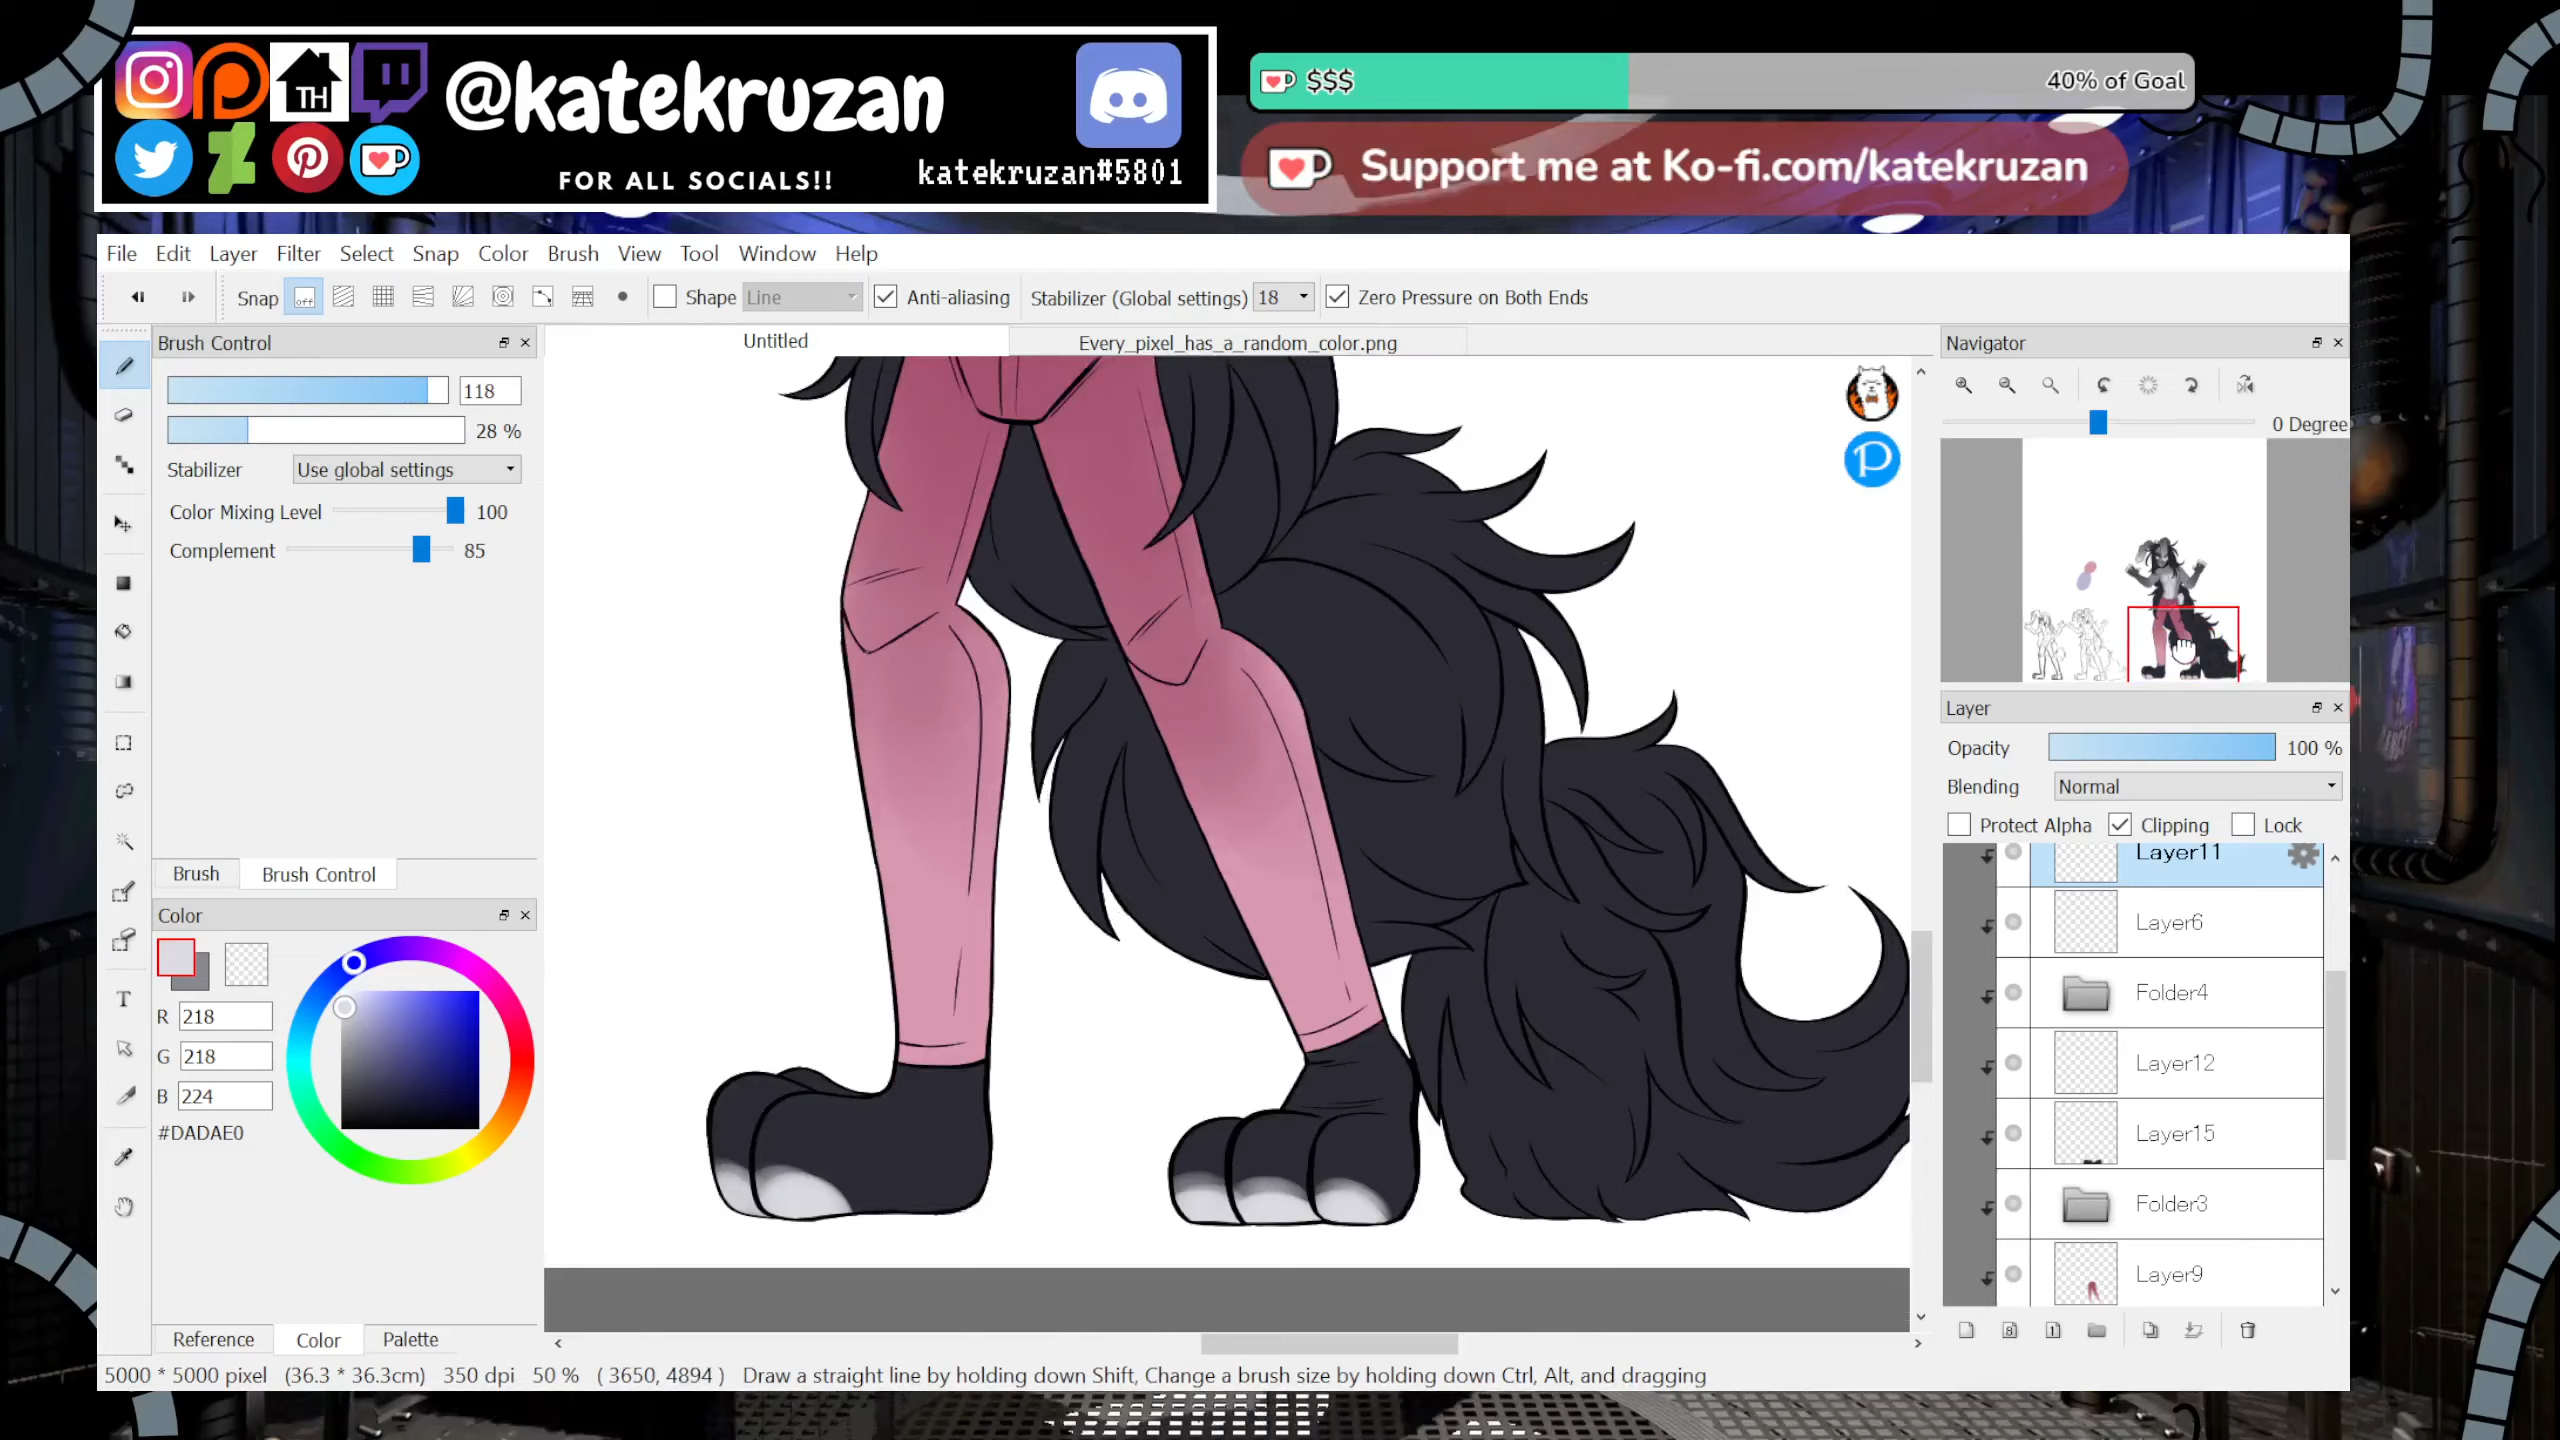 TH
@katekruzan
FOR ALL SOCIALS!!
katekruzan#5801
$$$
40% of Goal
Support me at Ko-fi.com/katekruzan
File Edit Layer Filter Select Snap Color Brush View Tool Window Help
Snap off Shape Line Anti-aliasing Stabilizer (Global settings) 18 Zero Pressure on Both Ends
Brush Control
Untitled
Every_pixel_has_a_random_color.png
Navigator
118
28 %
Stabilizer Use global settings
Color Mixing Level 100
Complement 85
Brush Brush Control
Color
R 218
G 218
B 224
#DADAE0
Reference Color Palette
P
0 Degree
Layer
Opacity 100 %
Blending Normal
Protect Alpha Clipping Lock
Layer11
Layer6
Folder4
Layer12
Layer15
Folder3
Layer9
8 1
T
5000 * 5000 pixel (36.3 * 36.3cm) 350 dpi 50 % ( 3650, 4894 ) Draw a straight line by holding down Shift, Change a brush size by holding down Ctrl, Alt, and dragging